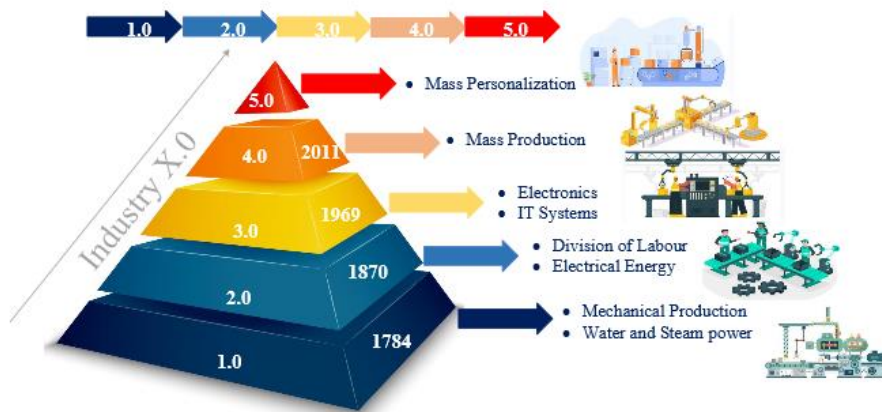 1.0 2.0 3.0 4.0 5.0
Industry X.0
5.0
• Mass Personalization
4.0 2011
• Mass Production
3.0 1969
• Electronics
• IT Systems
2.0 1870
• Division of Labour
• Electrical Energy
1.0 1784
• Mechanical Production
• Water and Steam power